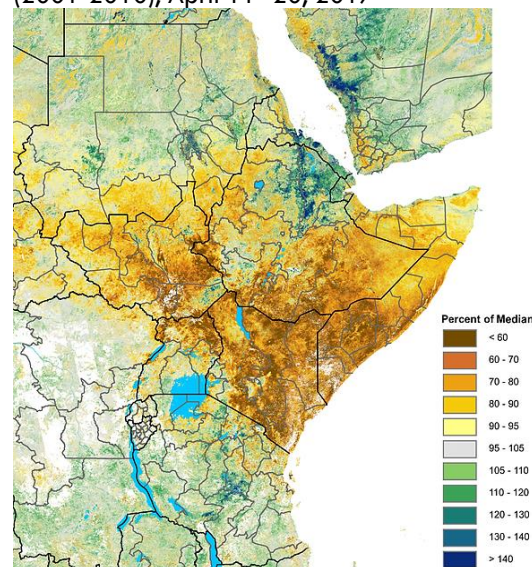 (2001-2010), April 11 - 20, 2017
Percent of Median
< 60
60 - 70
70 - 80
80 - 90
90 - 95
95 - 105
105 - 110
110 - 120
120 - 130
130 - 140
> 140